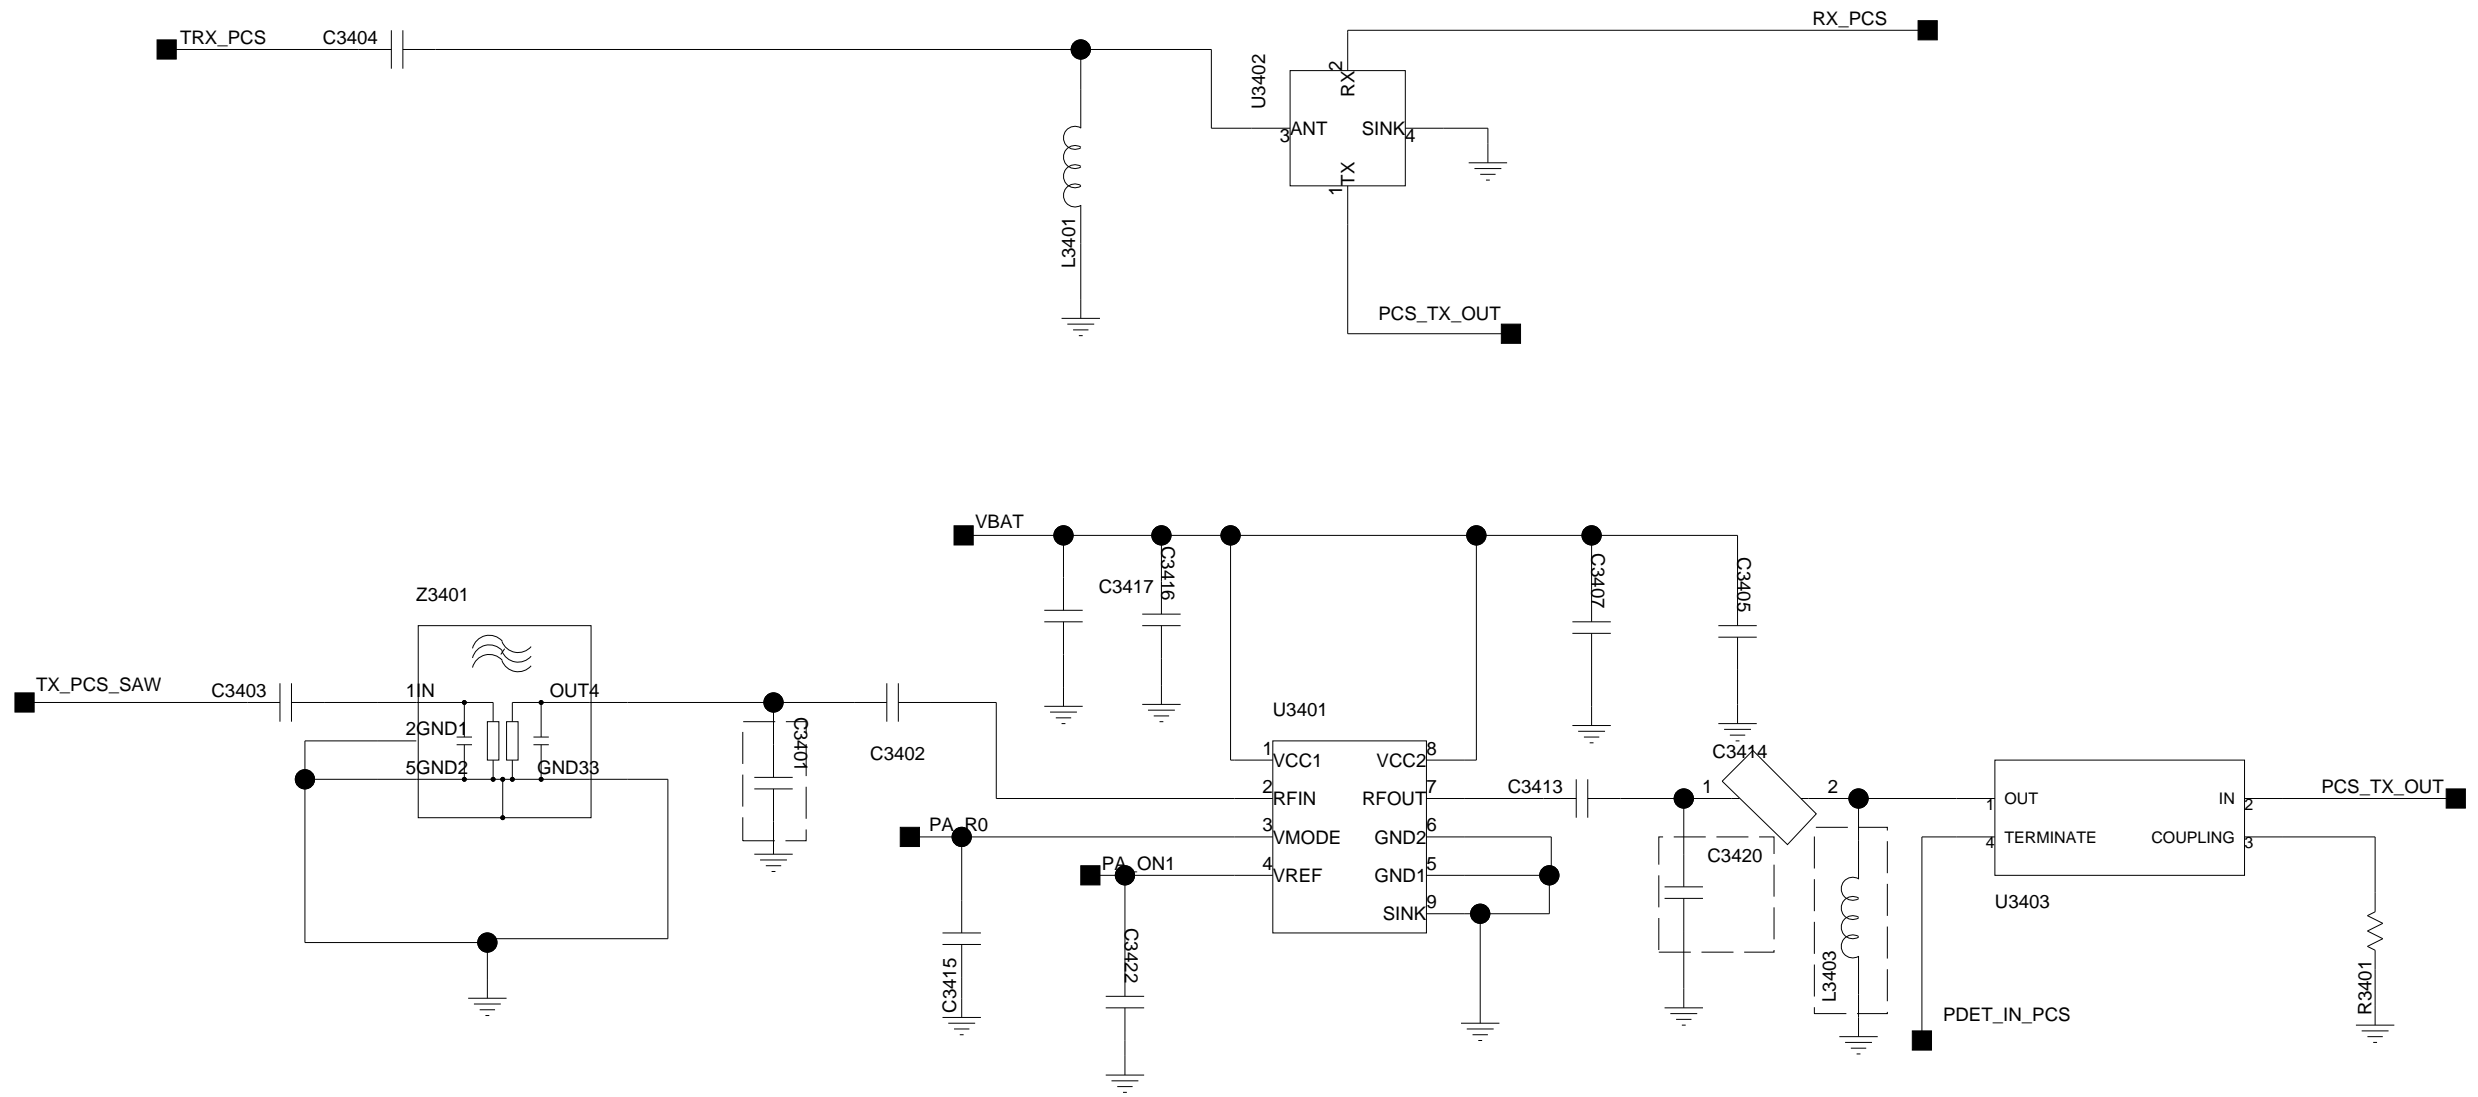 RX_PCS
TRX_PCS C3404
U3402
2
RX
3 ANT SINK 4
TX
1
L3401
PCS_TX_OUT
VBAT
C3416
C3417
C3407
C3405
Z3401
TX_PCS_SAW C3403
1IN OUT4
2GND1
5GND2 GND33
C3401
C3402
U3401
1 VCC1 VCC2 8
2 RFIN RFOUT 7
3 VMODE GND2 6
4 VREF GND1 5
SINK 9
PA_R0
PA_ON1
C3415
C3422
C3413
C3414
1 2
C3420
L3403
1 OUT IN 2
4 TERMINATE COUPLING 3
U3403
PCS_TX_OUT
R3401
PDET_IN_PCS